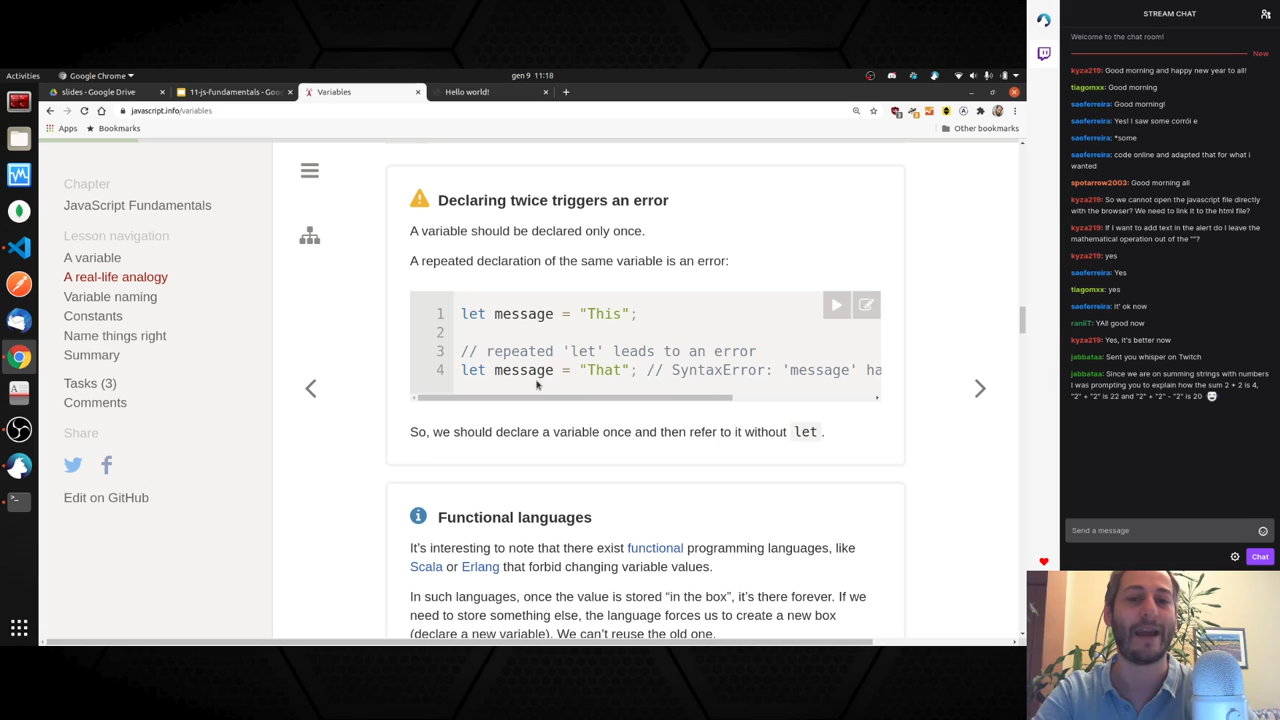 Activities
Google Chrome
gen 9 11:18
slides - Google Drive
11-js-fundamentals - Goo
Variables
Hello world!
javascript.info/variables
Apps
Bookmarks
Other bookmarks
Chapter
JavaScript Fundamentals
Lesson navigation
A variable
A real-life analogy
Variable naming
Constants
Name things right
Summary
Tasks (3)
Comments
Share
Edit on GitHub
Declaring twice triggers an error
A variable should be declared only once.
A repeated declaration of the same variable is an error:
1 let message = "This";
2
3 // repeated 'let' leads to an error
4 let message = "That"; // SyntaxError: 'message' ha
So, we should declare a variable once and then refer to it without let.
Functional languages
It's interesting to note that there exist functional programming languages, like
Scala or Erlang that forbid changing variable values.
In such languages, once the value is stored "in the box", it's there forever. If we
need to store something else, the language forces us to create a new box
(declare a new variable). We can't reuse the old one.
STREAM CHAT
Welcome to the chat room!
New
kyza219: Good morning and happy new year to all!
tiagomxx: Good morning
saoferreira: Good morning!
saoferreira: Yes! I saw some corrói e
saoferreira: *some
saoferreira: code online and adapted that for what i
wanted
spotarrow2003: Good morning all
kyza219: So we cannot open the javascript file directly
with the browser? We need to link it to the html file?
kyza219: If I want to add text in the alert do I leave the
mathematical operation out of the ""?
kyza219: yes
saoferreira: Yes
tiagomxx: yes
saoferreira: it' ok now
raniiT: YAll good now
kyza219: Yes, it's better now
jabbataa: Sent you whisper on Twitch
jabbataa: Since we are on summing strings with numbers
I was prompting you to explain how the sum 2 + 2 is 4,
"2" + "2" is 22 and "2" + "2" - "2" is 20
Send a message
Chat